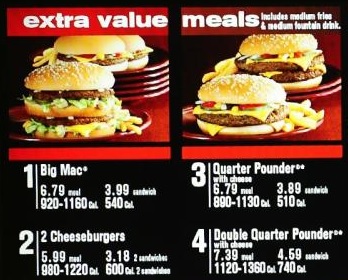 extra value meals Includes medium fries
& medium fountain drink.
1 Big Mac®
6.79 meal 3.99 sandwich
920-1160 Cal. 540 Cal.
2 2 Cheeseburgers
5.99 meal 3.18 2 sandwiches
980-1220 Cal. 600 Cal. 2 sandwiches
3 Quarter Pounder®**
with cheese
6.79 meal 3.89 sandwich
890-1130 Cal. 510 Cal.
4 Double Quarter Pounder®**
with cheese
7.39 meal 4.59 sandwich
1120-1360 Cal. 740 Cal.